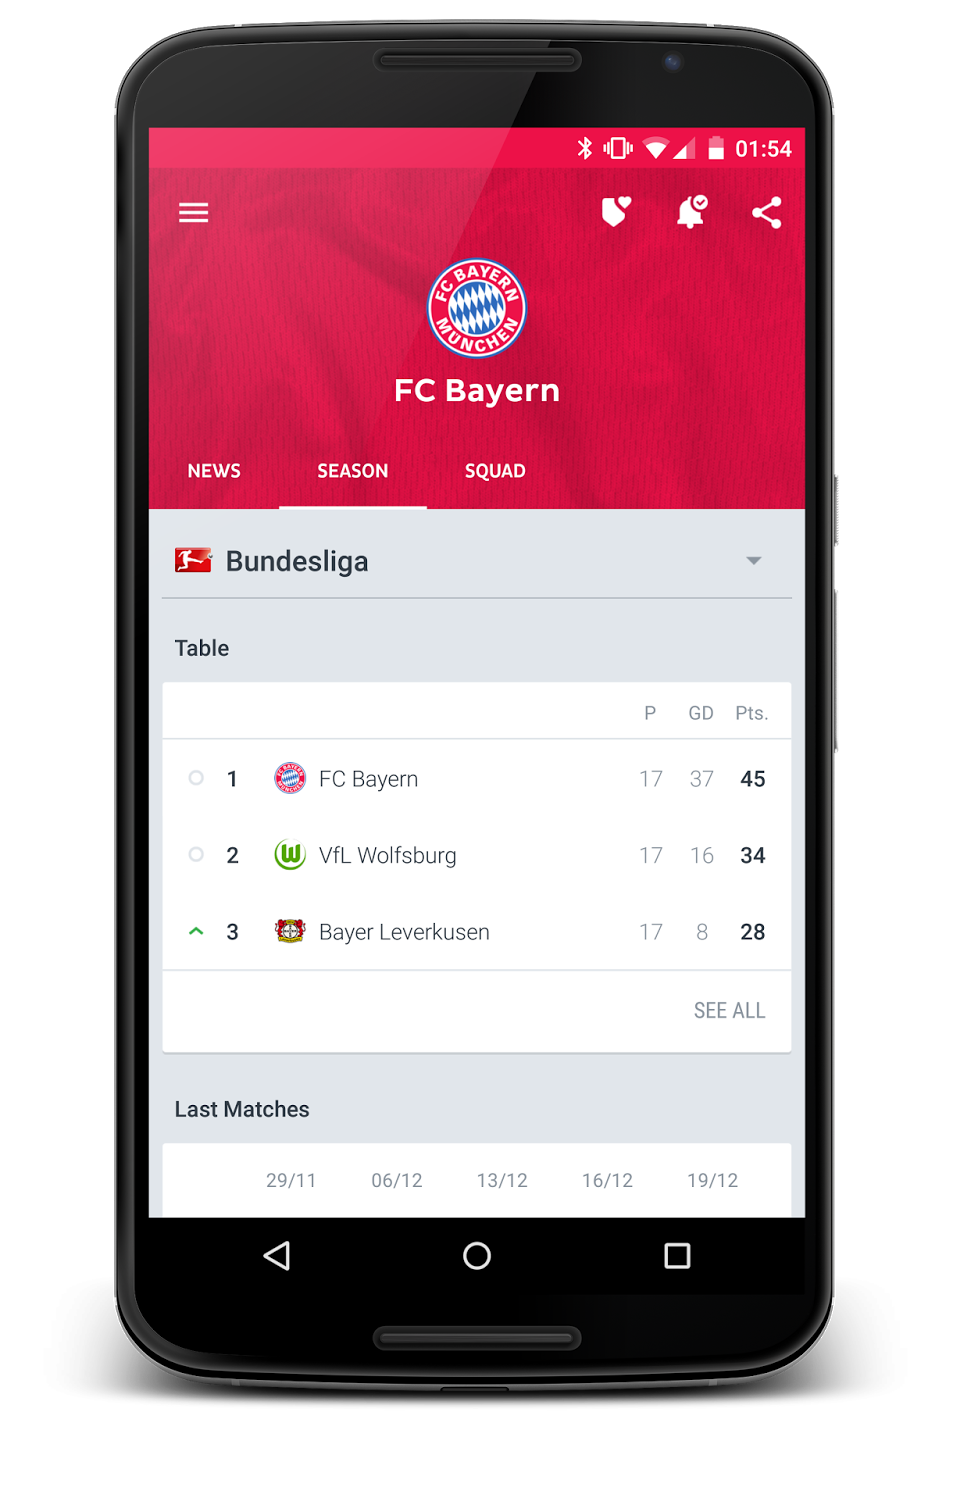 01:54
FC BAYERN
MÜNCHEN
FC Bayern
NEWS SEASON SQUAD
Bundesliga
Table
P GD Pts.
1 FC Bayern 17 37 45
2 VfL Wolfsburg 17 16 34
3 Bayer Leverkusen 17 8 28
SEE ALL
Last Matches
29/11 06/12 13/12 16/12 19/12